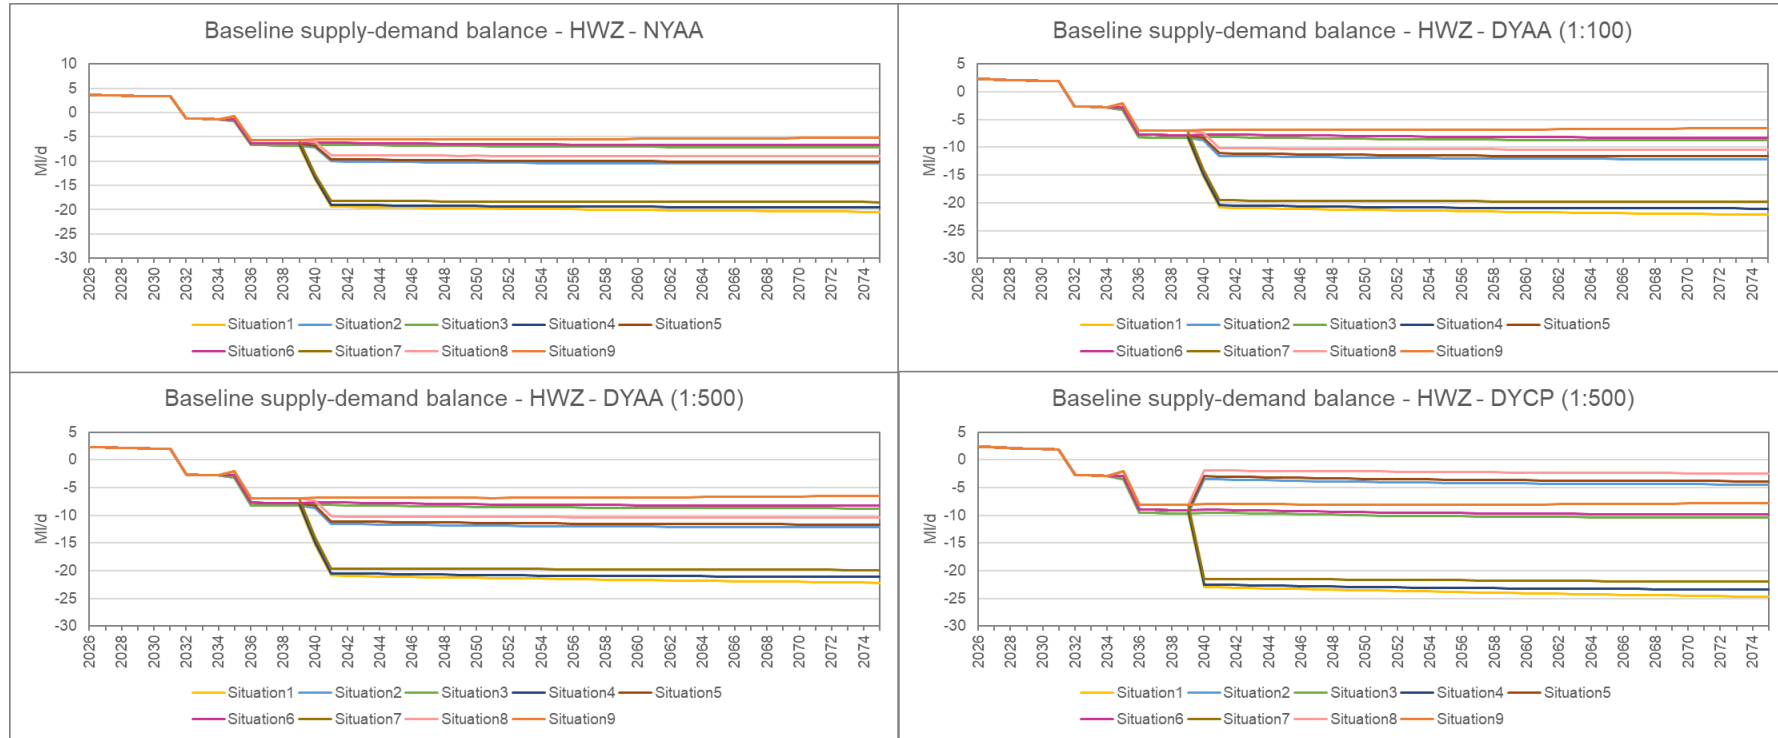 Baseline supply-demand balance - HWZ - NYAA
10
5
0
-5
-10
-15
-20
-25
-30
Ml/d
2026 2028 2030 2032 2034 2036 2038 2040 2042 2044 2046 2048 2050 2052 2054 2056 2058 2060 2062 2064 2066 2068 2070 2072 2074
Situation1 Situation2 Situation3 Situation4 Situation5
Situation6 Situation7 Situation8 Situation9
Baseline supply-demand balance - HWZ - DYAA (1:100)
5
0
-5
-10
-15
-20
-25
-30
Ml/d
2026 2028 2030 2032 2034 2036 2038 2040 2042 2044 2046 2048 2050 2052 2054 2056 2058 2060 2062 2064 2066 2068 2070 2072 2074
Situation1 Situation2 Situation3 Situation4 Situation5
Situation6 Situation7 Situation8 Situation9
Baseline supply-demand balance - HWZ - DYAA (1:500)
5
0
-5
-10
-15
-20
-25
-30
Ml/d
2026 2028 2030 2032 2034 2036 2038 2040 2042 2044 2046 2048 2050 2052 2054 2056 2058 2060 2062 2064 2066 2068 2070 2072 2074
Situation1 Situation2 Situation3 Situation4 Situation5
Situation6 Situation7 Situation8 Situation9
Baseline supply-demand balance - HWZ - DYCP (1:500)
5
0
-5
-10
-15
-20
-25
-30
Ml/d
2026 2028 2030 2032 2034 2036 2038 2040 2042 2044 2046 2048 2050 2052 2054 2056 2058 2060 2062 2064 2066 2068 2070 2072 2074
Situation1 Situation2 Situation3 Situation4 Situation5
Situation6 Situation7 Situation8 Situation9